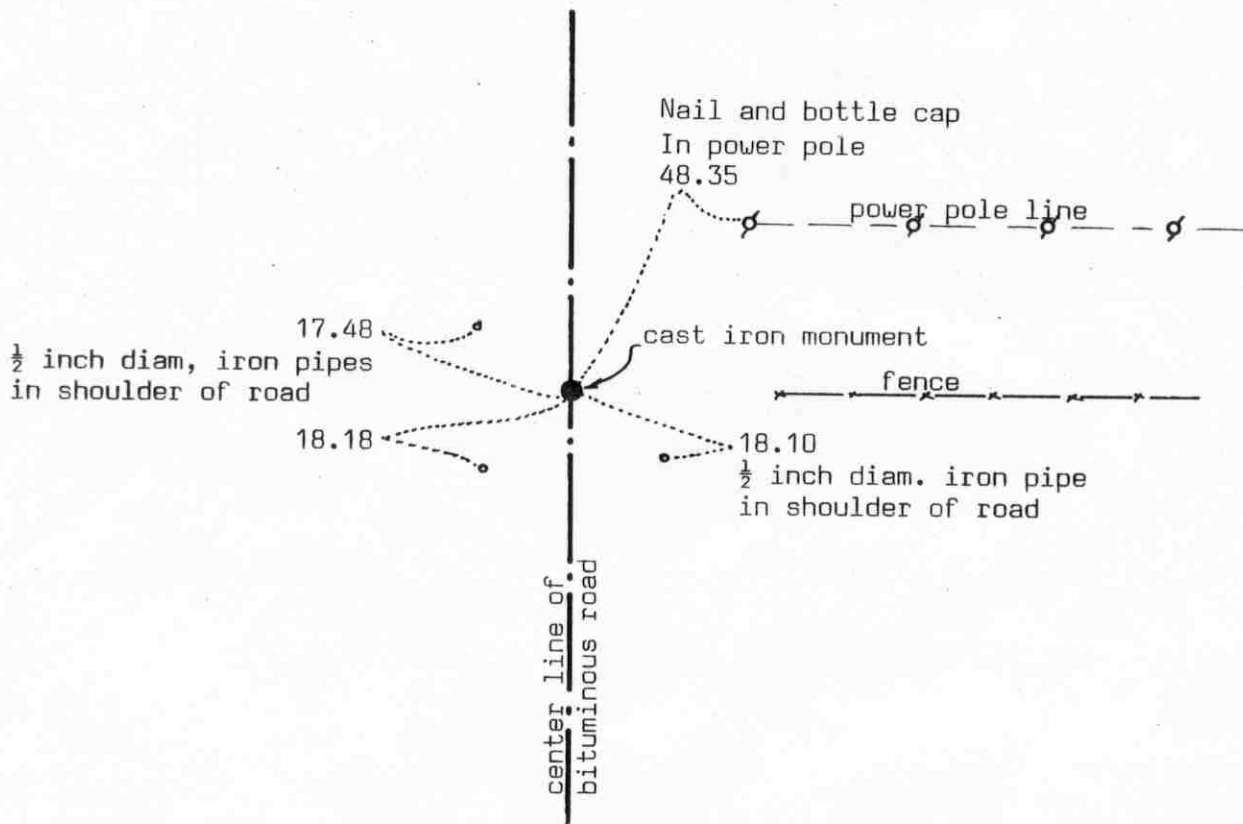 Nail and bottle cap
In power pole
48.35
power pole line
17.48
½ inch diam, iron pipes
in shoulder of road
cast iron monument
fence
18.18
18.10
½ inch diam. iron pipe
in shoulder of road
center line of
bituminous road